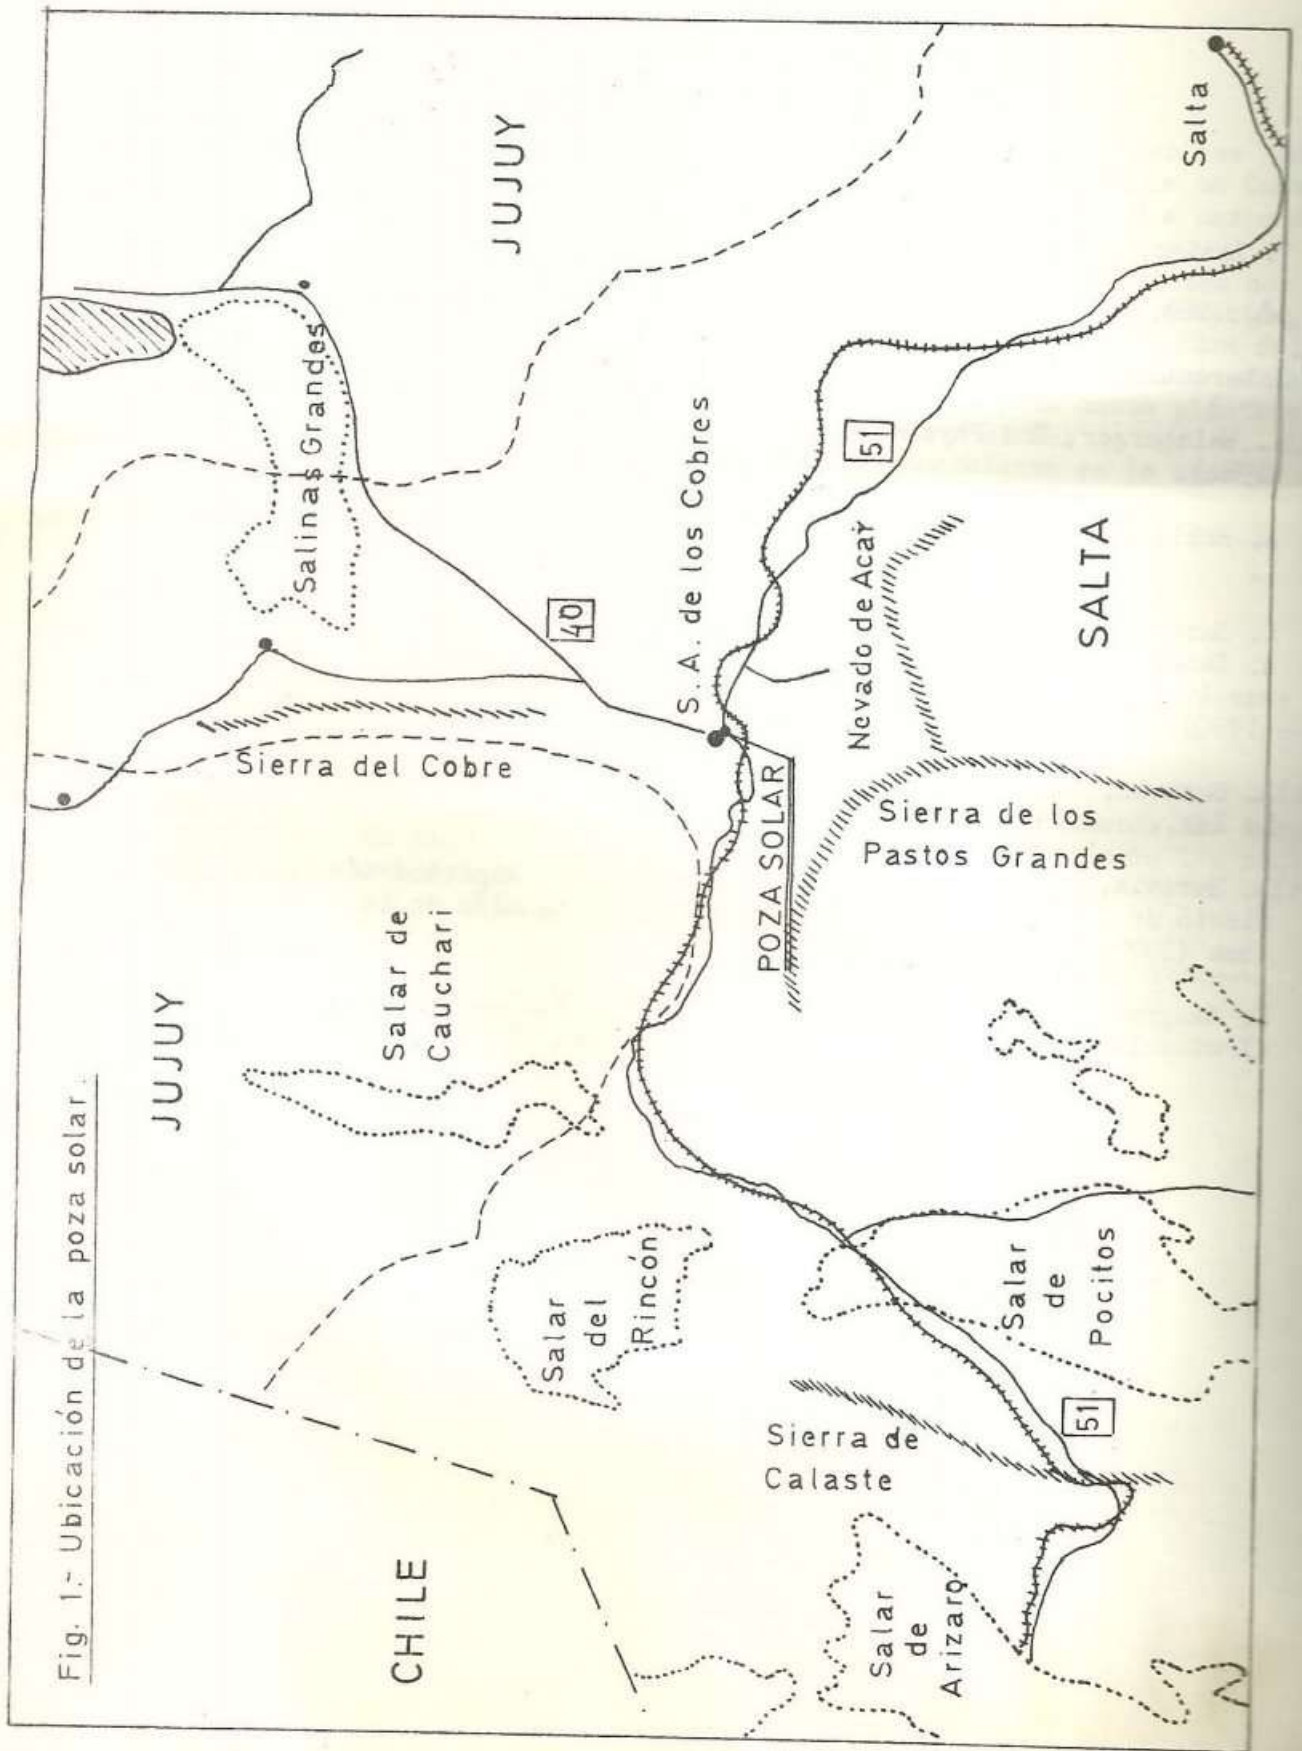 Fig. 1.- Ubicación de la poza solar.
JUJUY
JUJUY
CHILE
Salinas Grandes
Sierra del Cobre
40
Salar de
Cauchari
S. A. de los Cobres
Salar
del
Rincón
POZA SOLAR
51
Nevado de Acay
Sierra de los
Pastos Grandes
Sierra de
Calaste
Salar
de
Arizaro
Salar
de
Pocitos
51
SALTA
Salta